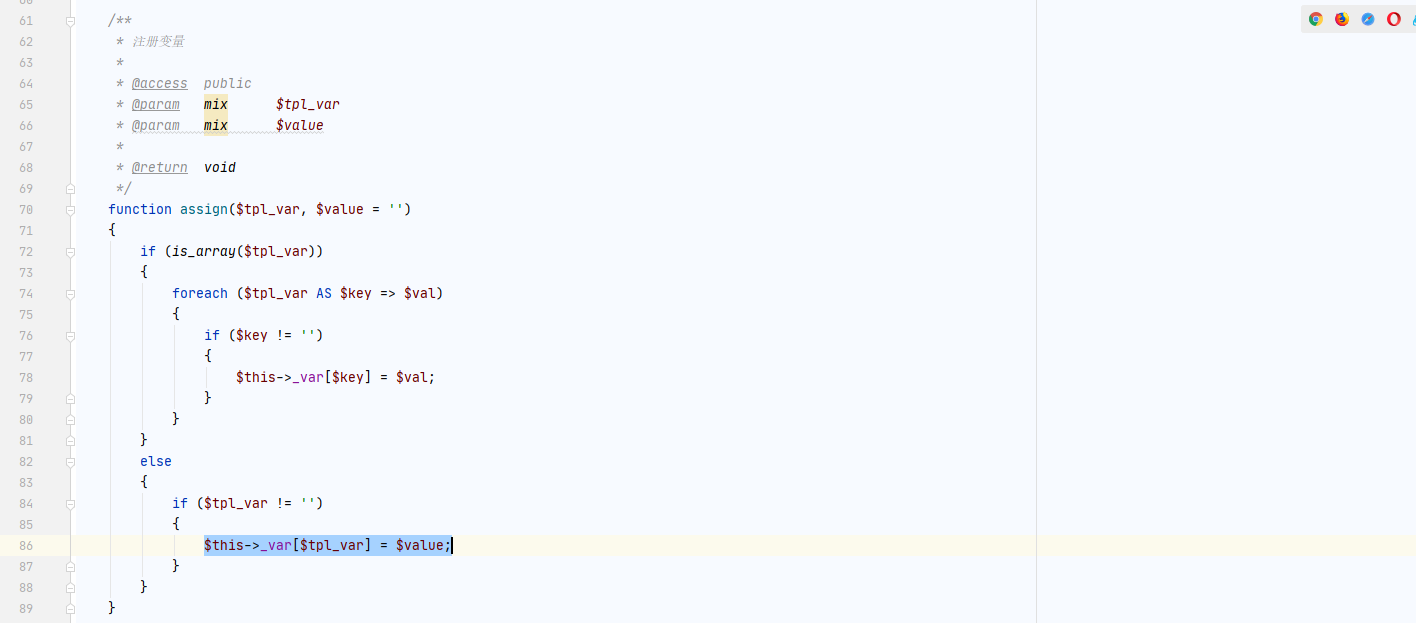 60
61 /**
62 * 注册变量
63 *
64 * @access public
65 * @param mix $tpl_var
66 * @param mix $value
67 *
68 * @return void
69 */
70 function assign($tpl_var, $value = '')
71 {
72 if (is_array($tpl_var))
73 {
74 foreach ($tpl_var AS $key => $val)
75 {
76 if ($key != '')
77 {
78 $this->_var[$key] = $val;
79 }
80 }
81 }
82 else
83 {
84 if ($tpl_var != '')
85 {
86 $this->_var[$tpl_var] = $value;
87 }
88 }
89 }